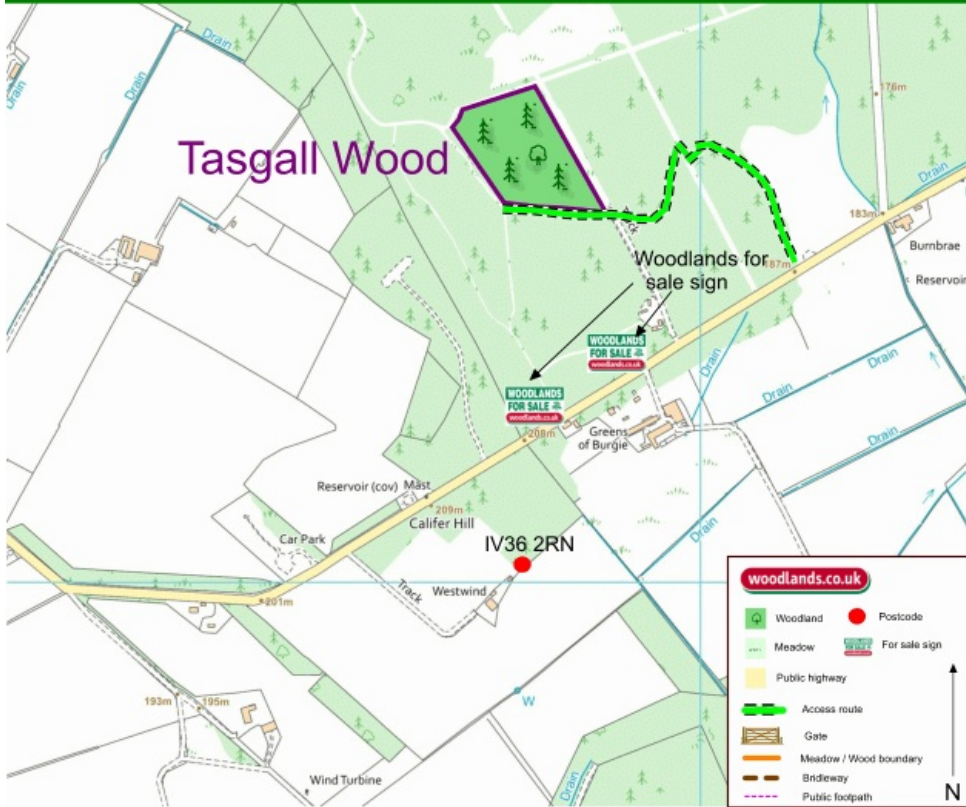 Drain
Drain
Drain
Drain
176m
Tasgall Wood
Drain
183m
Track
Burnbrae
Woodlands for
sale sign
187m
Reservoir
Drain
WOODLANDS
FOR SALE
woodlands.co.uk
Drain
Drain
WOODLANDS
FOR SALE
woodlands.co.uk
208m
Greens
of Burgie
Drain
Reservoir (cov)
Mast
209m
Califer Hill
Car Park
IV36 2RN
Drain
Westwind
Track
201m
193m
195m
W
Wind Turbine
Drain
woodlands.co.uk
Woodland
Postcode
Meadow
For sale sign
Public highway
Access route
Gate
Meadow / Wood boundary
Bridleway
Public footpath
N